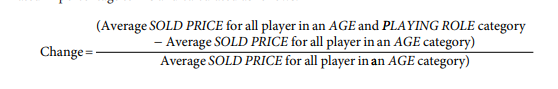 (Average SOLD PRICE for all player in an AGE and PLAYING ROLE category
− Average SOLD PRICE for all player in an AGE category)
Change =
Average SOLD PRICE for all player in an AGE category)